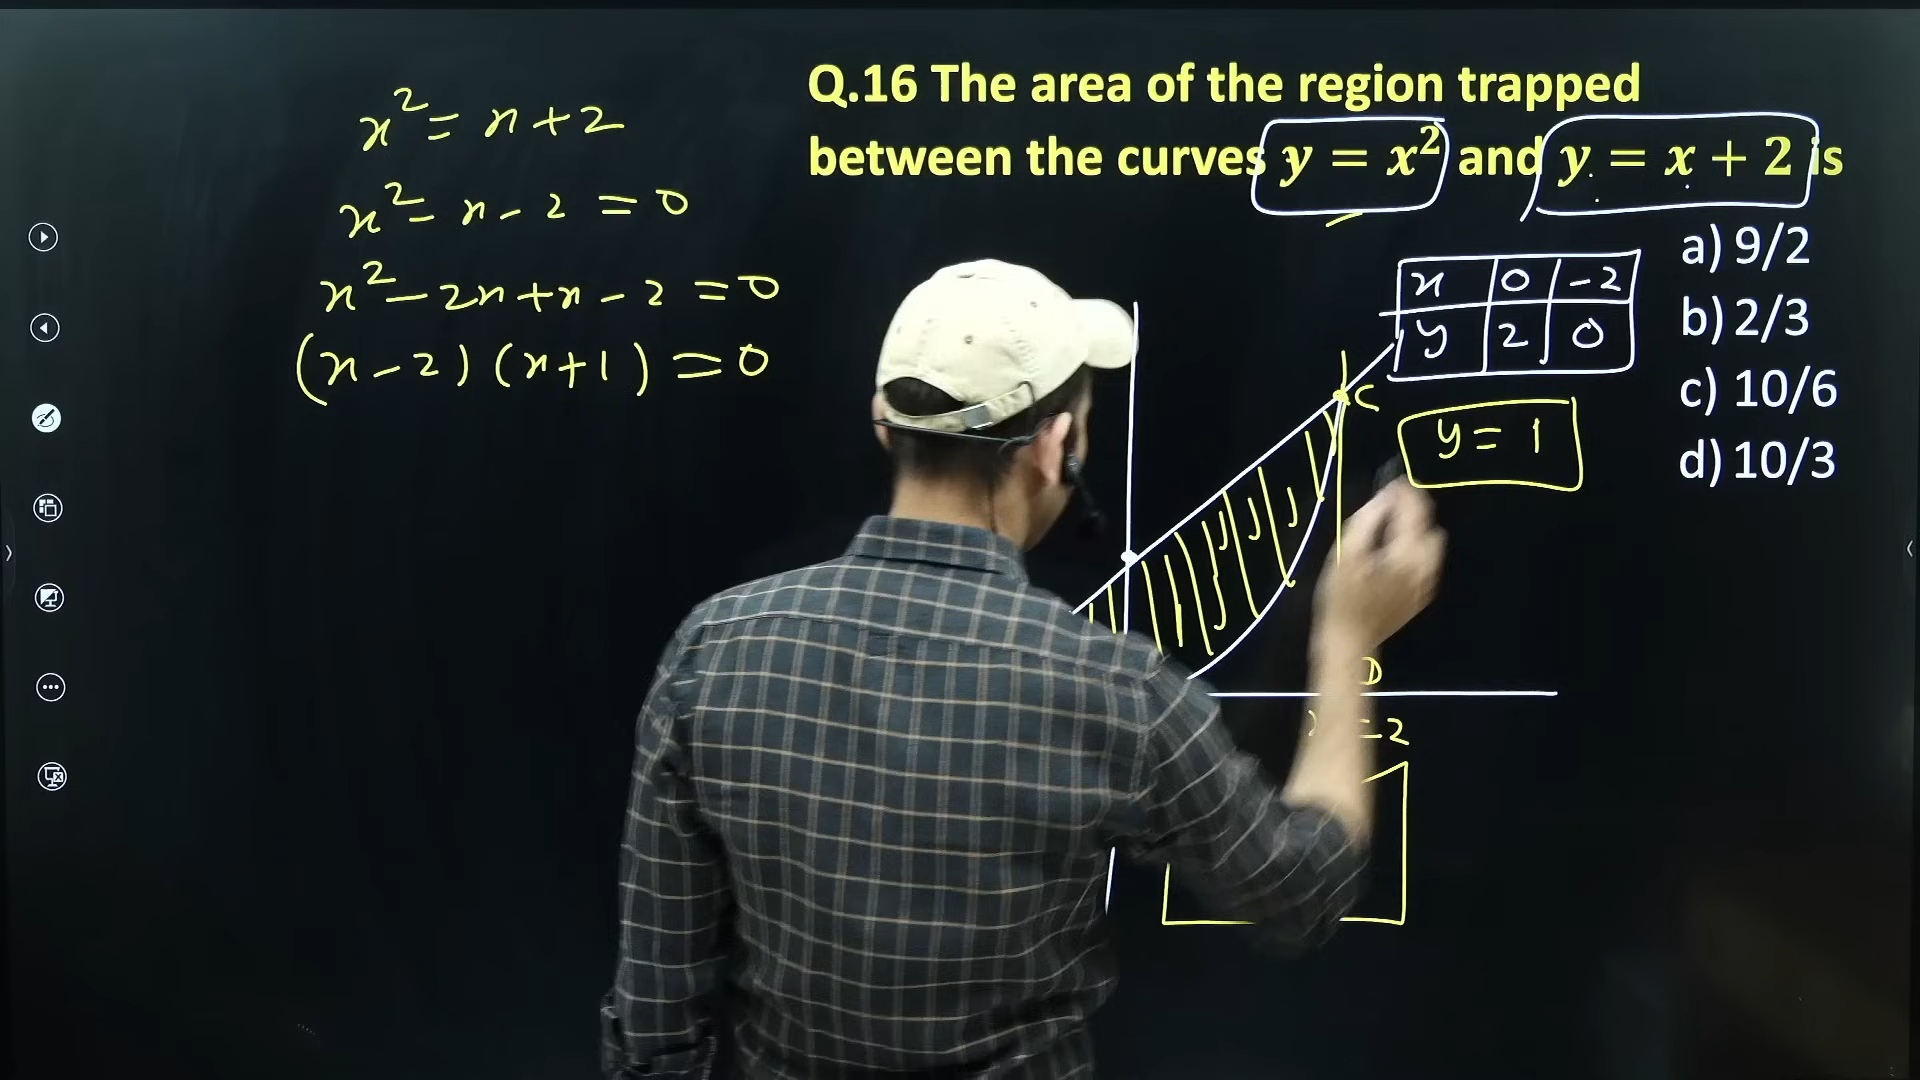 Q.16 The area of the region trapped
between the curves y = x² and y = x + 2 is
a) 9/2
b) 2/3
c) 10/6
d) 10/3
x² = x + 2
x² - x - 2 = 0
x² - 2x + x - 2 = 0
(x - 2) (x + 1) = 0
x 0 -2
y 2 0
y = 1
C
D
= 2